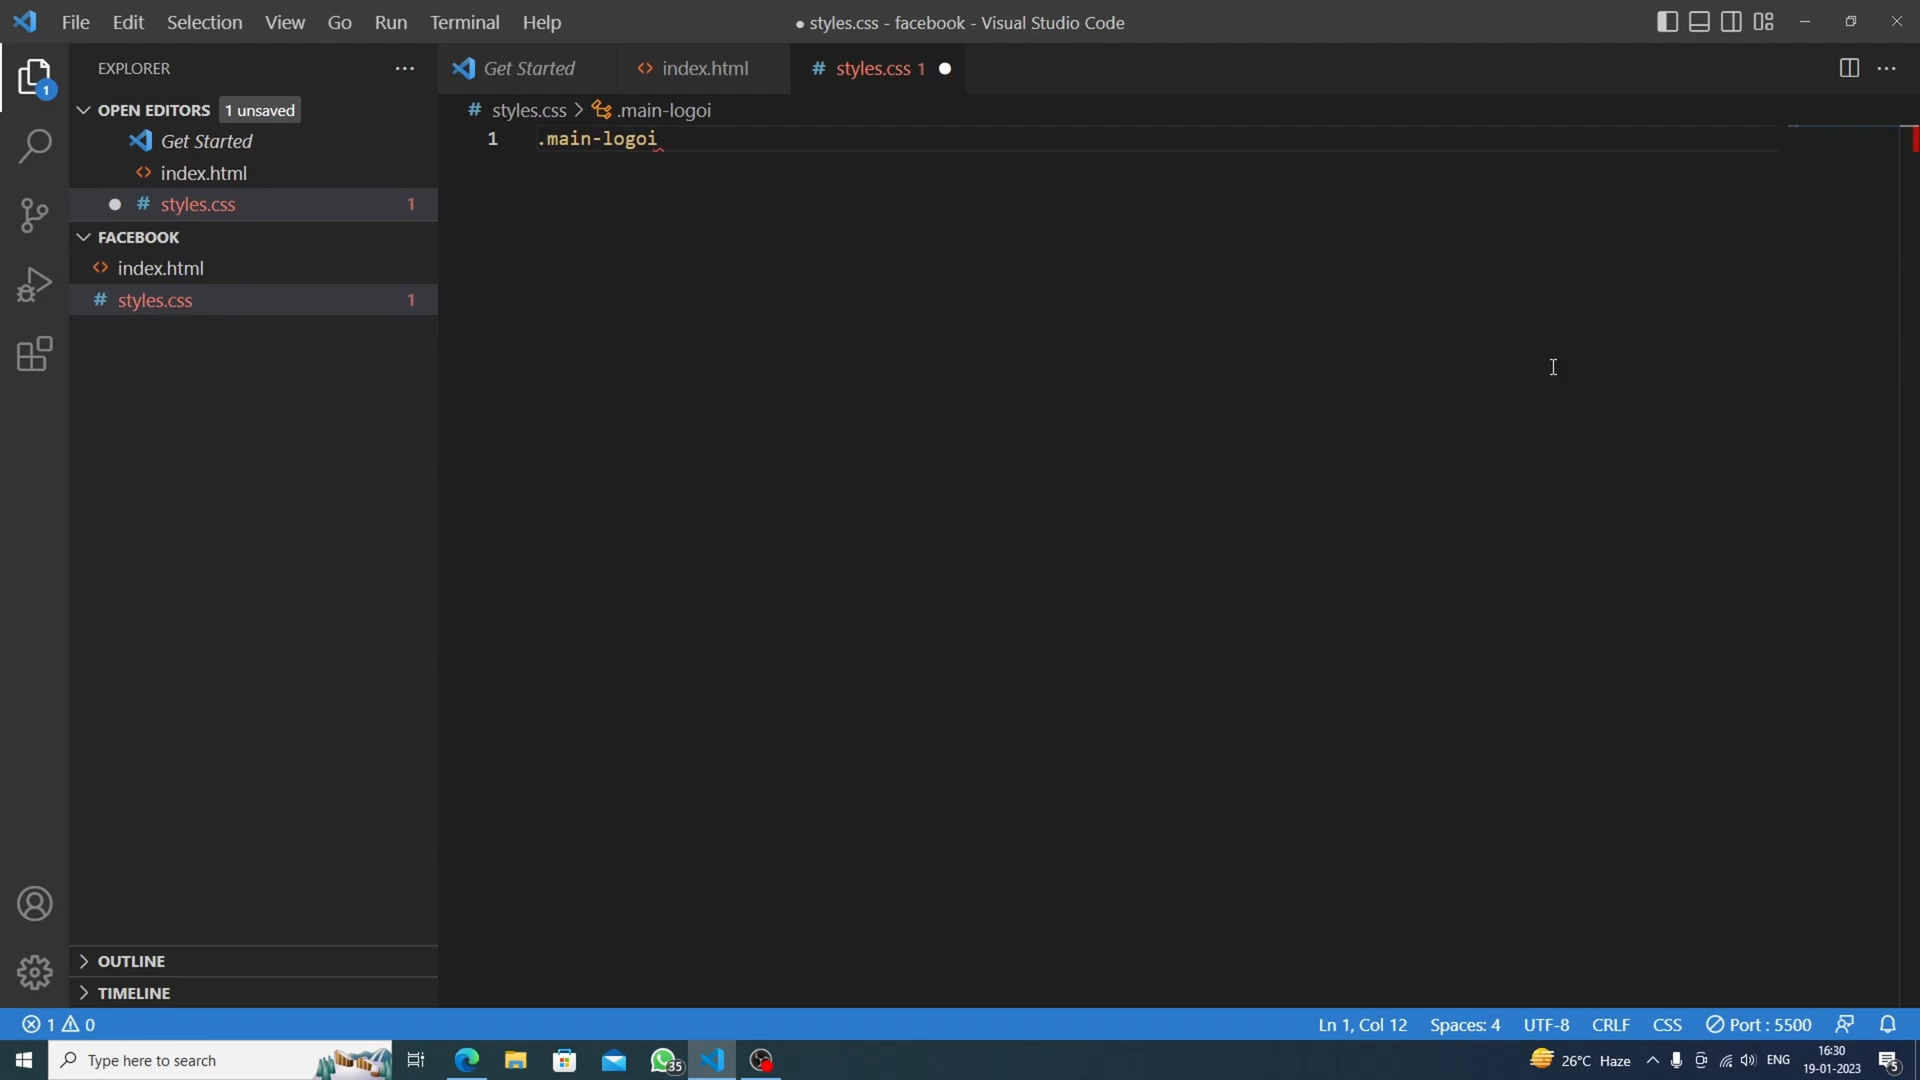 File Edit Selection View Go Run Terminal Help
● styles.css - facebook - Visual Studio Code
EXPLORER
Get Started
index.html
# styles.css 1
OPEN EDITORS 1 unsaved
styles.css > .main-logoi
1 .main-logoi
Get Started
index.html
# styles.css 1
FACEBOOK
index.html
# styles.css 1
1
OUTLINE
TIMELINE
1 0
Ln 1, Col 12 Spaces: 4 UTF-8 CRLF CSS Port : 5500
Type here to search
35
26°C Haze
ENG
16:30
19-01-2023
5